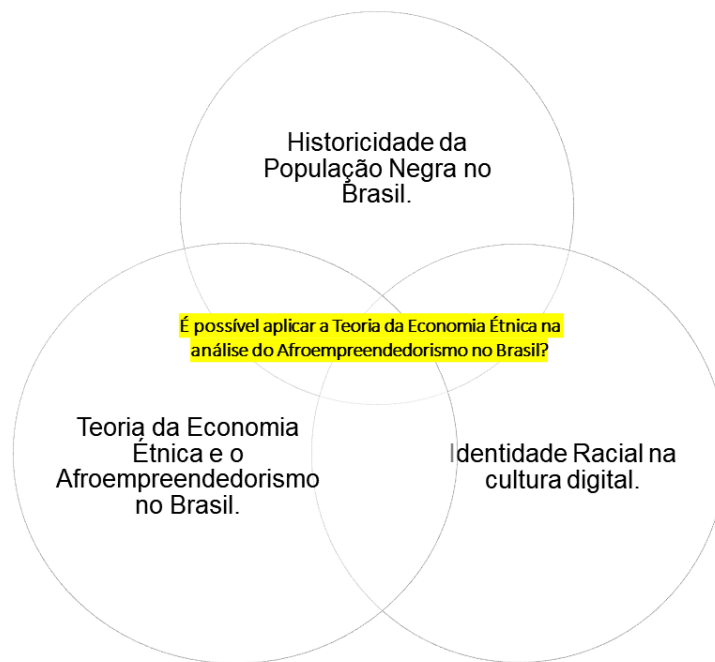 Historicidade da
População Negra no
Brasil.
É possível aplicar a Teoria da Economia Étnica na
análise do Afroempreendedorismo no Brasil?
Teoria da Economia
Étnica e o
Afroempreendedorismo
no Brasil.
Identidade Racial na
cultura digital.